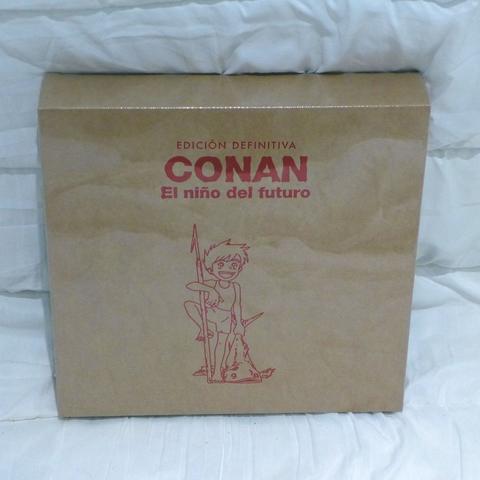 EDICIÓN DEFINITIVA
CONAN
El niño del futuro